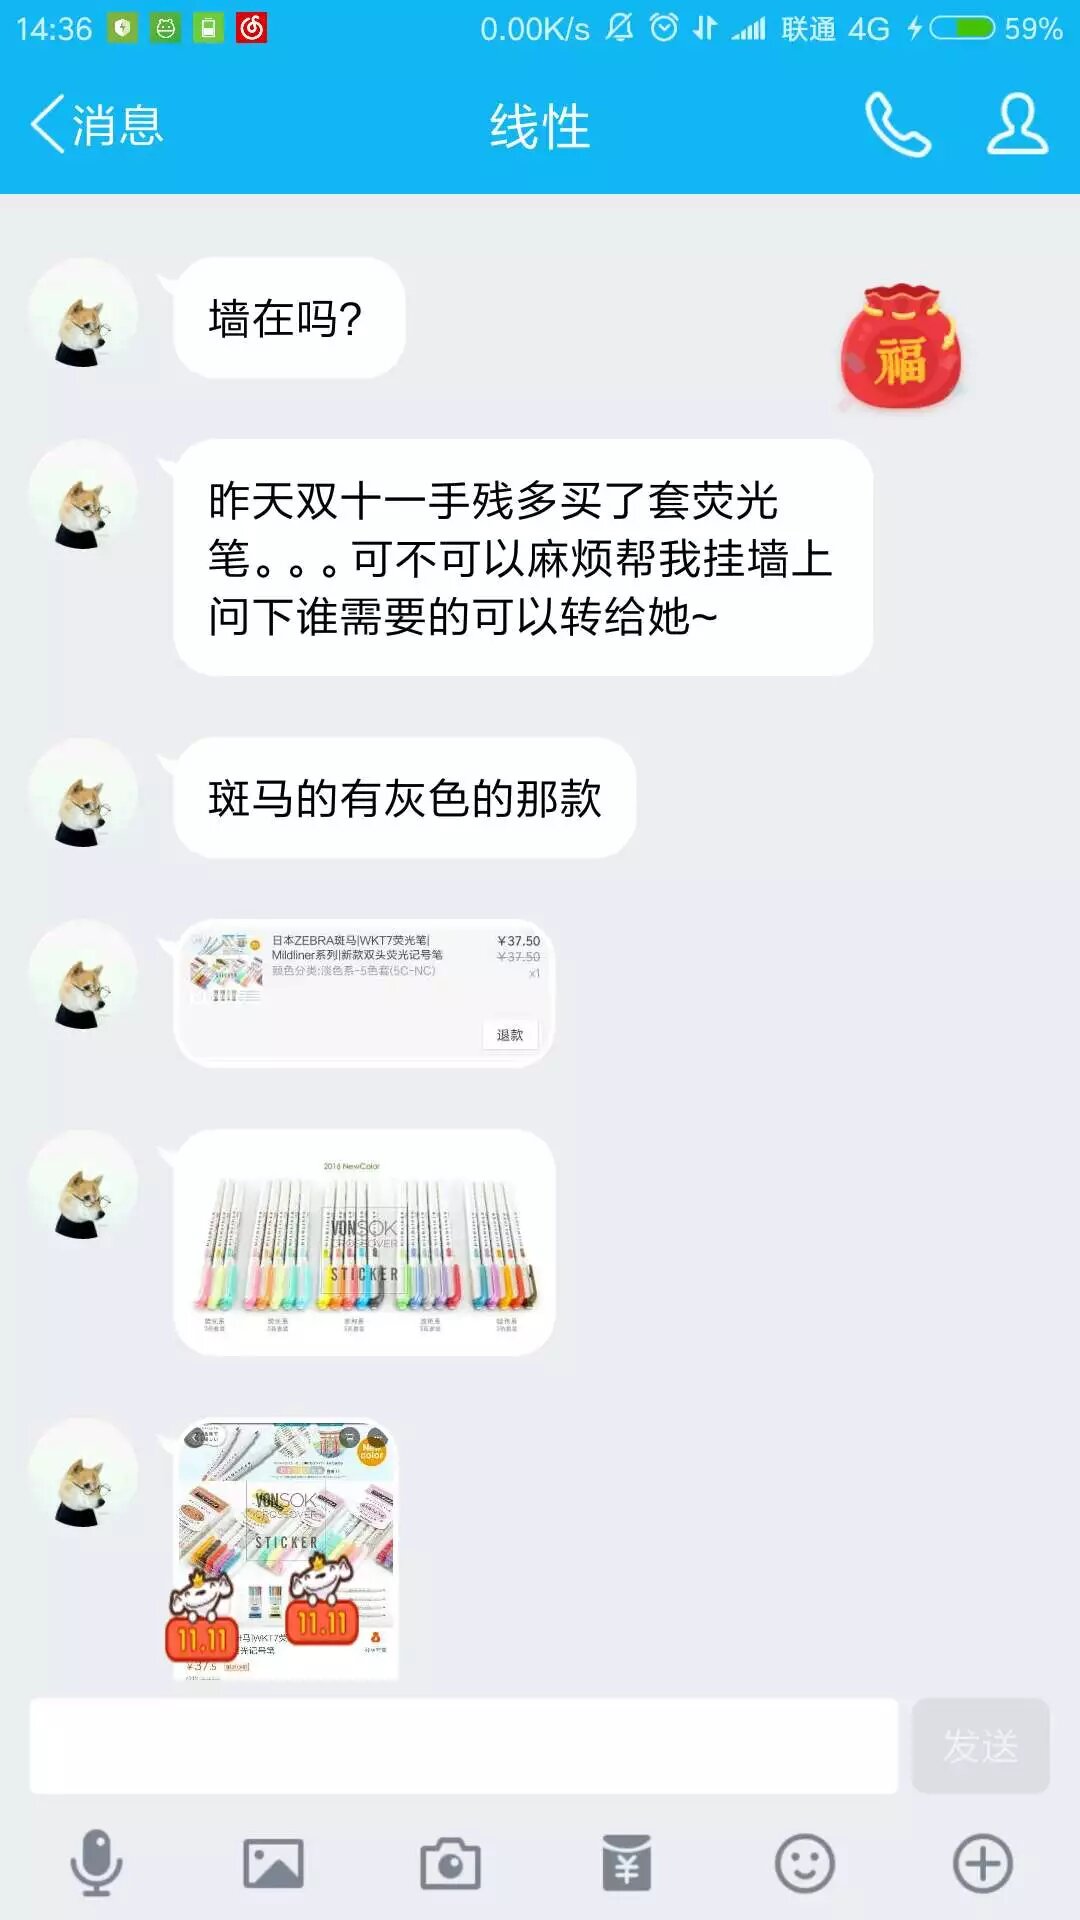 14:36
0.00K/s
联通 4G
59%
消息
线性
墙在吗?
福
昨天双十一手残多买了套荧光
笔。。。可不可以麻烦帮我挂墙上
问下谁需要的可以转给她~
斑马的有灰色的那款
日本ZEBRA斑马|WKT7荧光笔|
¥37.50
Mildliner系列|新款双头荧光记号笔
¥37.50
颜色分类:淡色系-5色套(5C-NC)
x1
退款
2016 NewColor
VONSOK
CROSSOVER
STICKER
New
color
VONSOK
CROSSOVER
STICKER
11.11
11.11
马|WKT7荧
光记号笔
¥37.5
发送